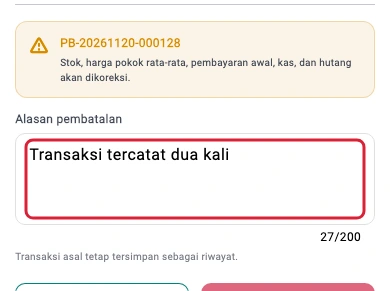 PB-20261120-000128
Stok, harga pokok rata-rata, pembayaran awal, kas, dan hutang
akan dikoreksi.
Alasan pembatalan
Transaksi tercatat dua kali
27/200
Transaksi asal tetap tersimpan sebagai riwayat.